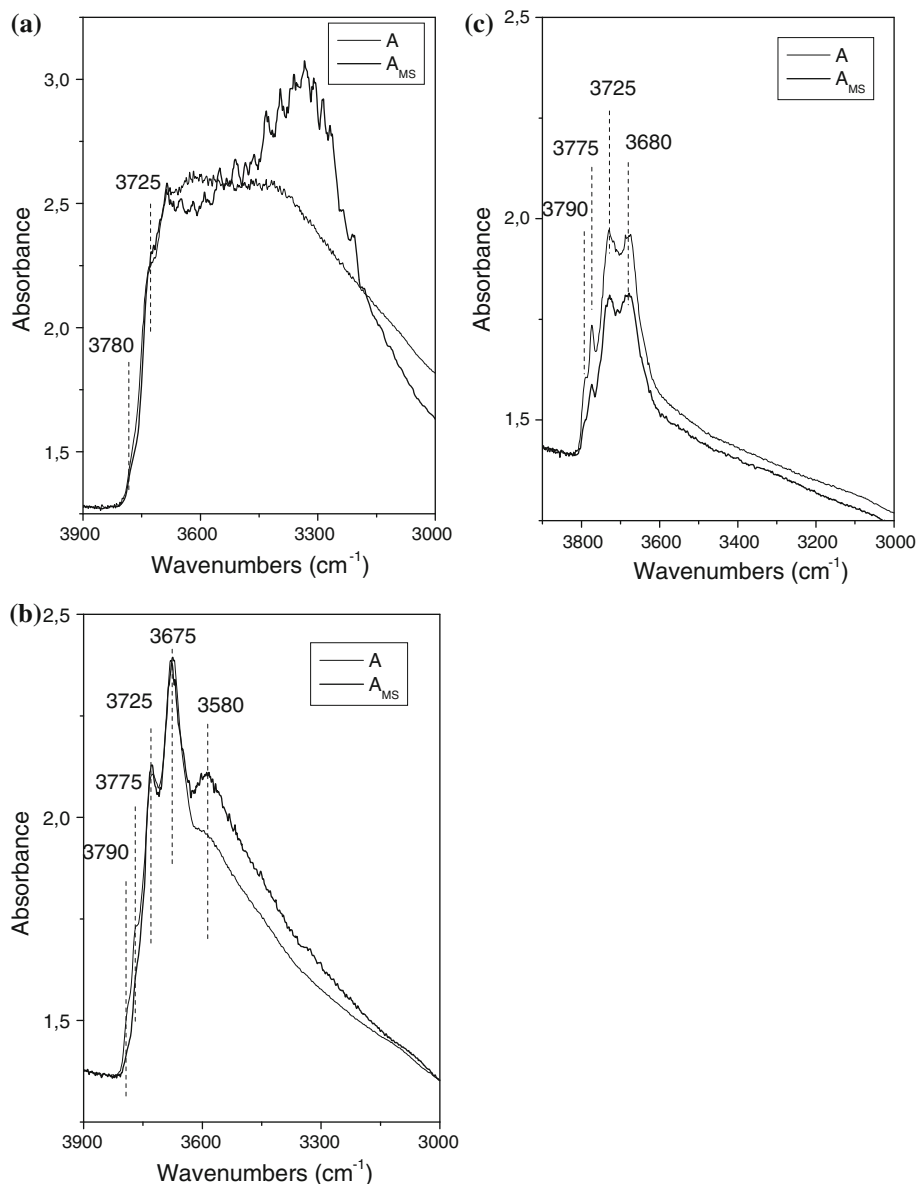 (a)
A
A_MS
3,0
2,5
2,0
1,5
3725
3780
Absorbance
3900 3600 3300 3000
Wavenumbers (cm⁻¹)
(c)
2,5
2,0
1,5
A
A_MS
3725
3775
3680
3790
Absorbance
3800 3600 3400 3200 3000
Wavenumbers (cm⁻¹)
(b)
2,5
2,0
1,5
3675
A
A_MS
3725
3580
3775
3790
Absorbance
3900 3600 3300 3000
Wavenumbers (cm⁻¹)